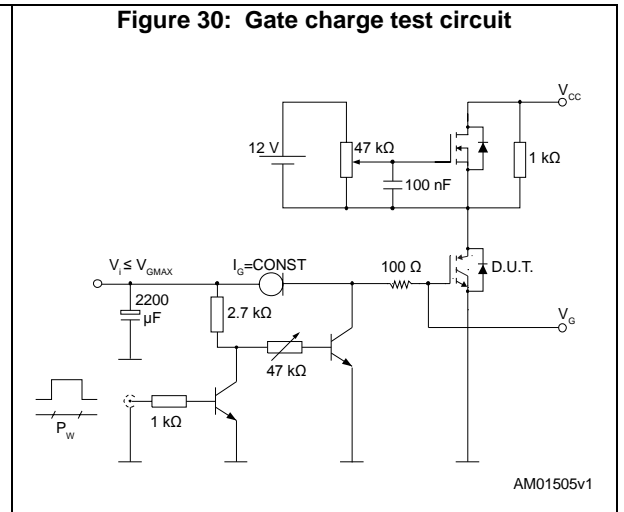 Figure 30: Gate charge test circuit
V_CC
12 V
47 kΩ
1 kΩ
100 nF
V_i ≤ V_GMAX
I_G=CONST
100 Ω
D.U.T.
2200
µF
2.7 kΩ
V_G
47 kΩ
1 kΩ
P_W
AM01505v1